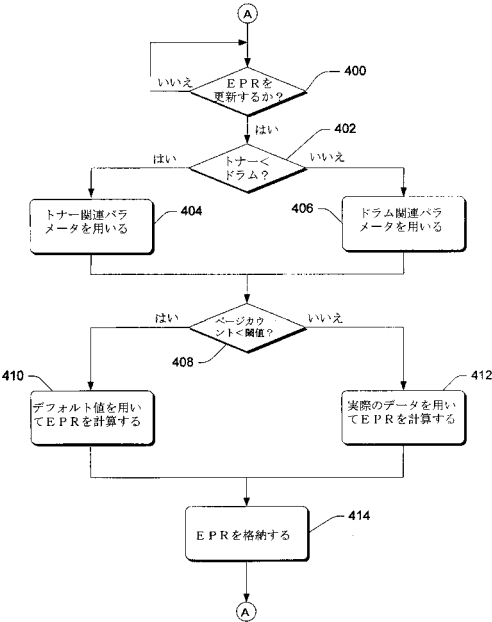 A
400
いいえ
EPRを
更新するか?
はい
402
はい
トナー<
ドラム?
いいえ
トナー関連パラ
メータを用いる
404
406
ドラム関連パラ
メータを用いる
はい
ページカウ
ント<閾値?
いいえ
408
410
412
デフォルト値を用い
てEPRを計算する
実際のデータを用い
てEPRを計算する
414
EPRを格納する
A